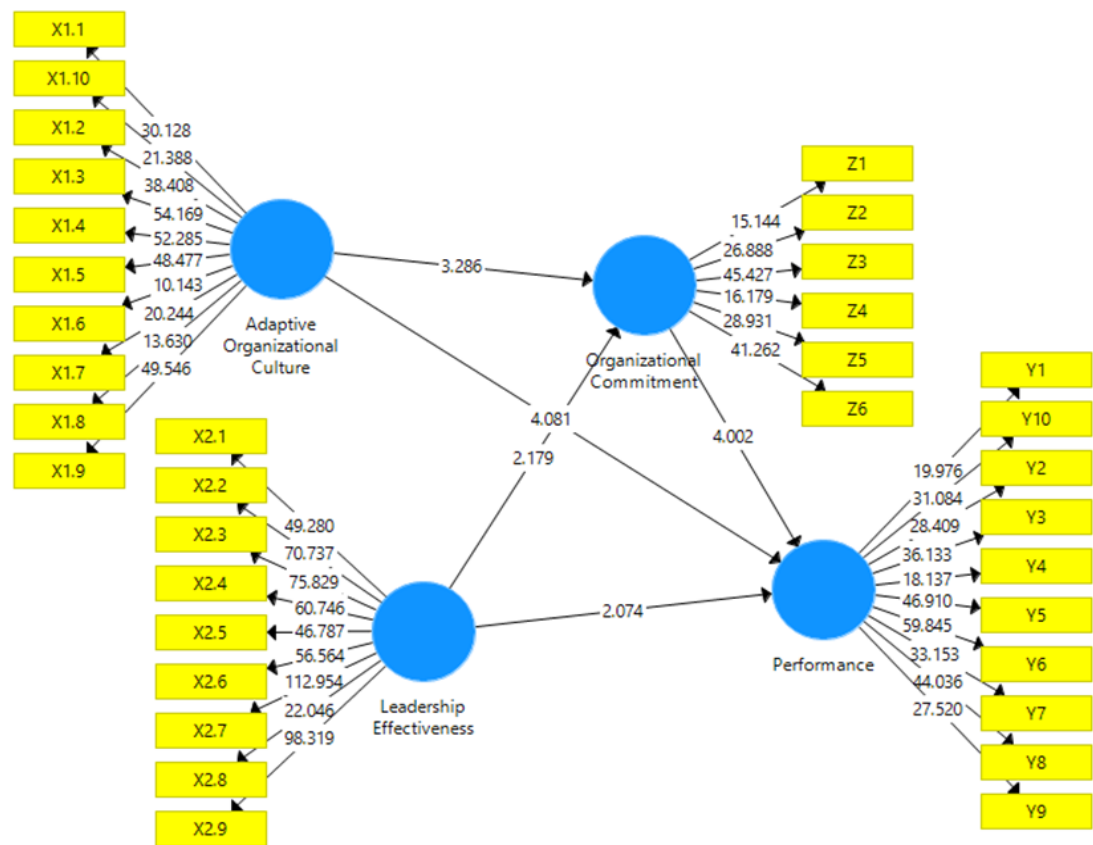 X1.1
X1.10
X1.2
X1.3
X1.4
X1.5
X1.6
X1.7
X1.8
X1.9
30.128
21.388
38.408
54.169
52.285
48.477
10.143
20.244
13.630
49.546
Adaptive
Organizational
Culture
3.286
4.081
2.179
4.002
2.074
Z1
Z2
Z3
Z4
Z5
Z6
15.144
26.888
45.427
16.179
28.931
41.262
Organizational
Commitment
X2.1
X2.2
X2.3
X2.4
X2.5
X2.6
X2.7
X2.8
X2.9
49.280
70.737
75.829
60.746
46.787
56.564
112.954
22.046
98.319
Leadership
Effectiveness
Y1
Y10
Y2
Y3
Y4
Y5
Y6
Y7
Y8
Y9
19.976
31.084
28.409
36.133
18.137
46.910
59.845
33.153
44.036
27.520
Performance